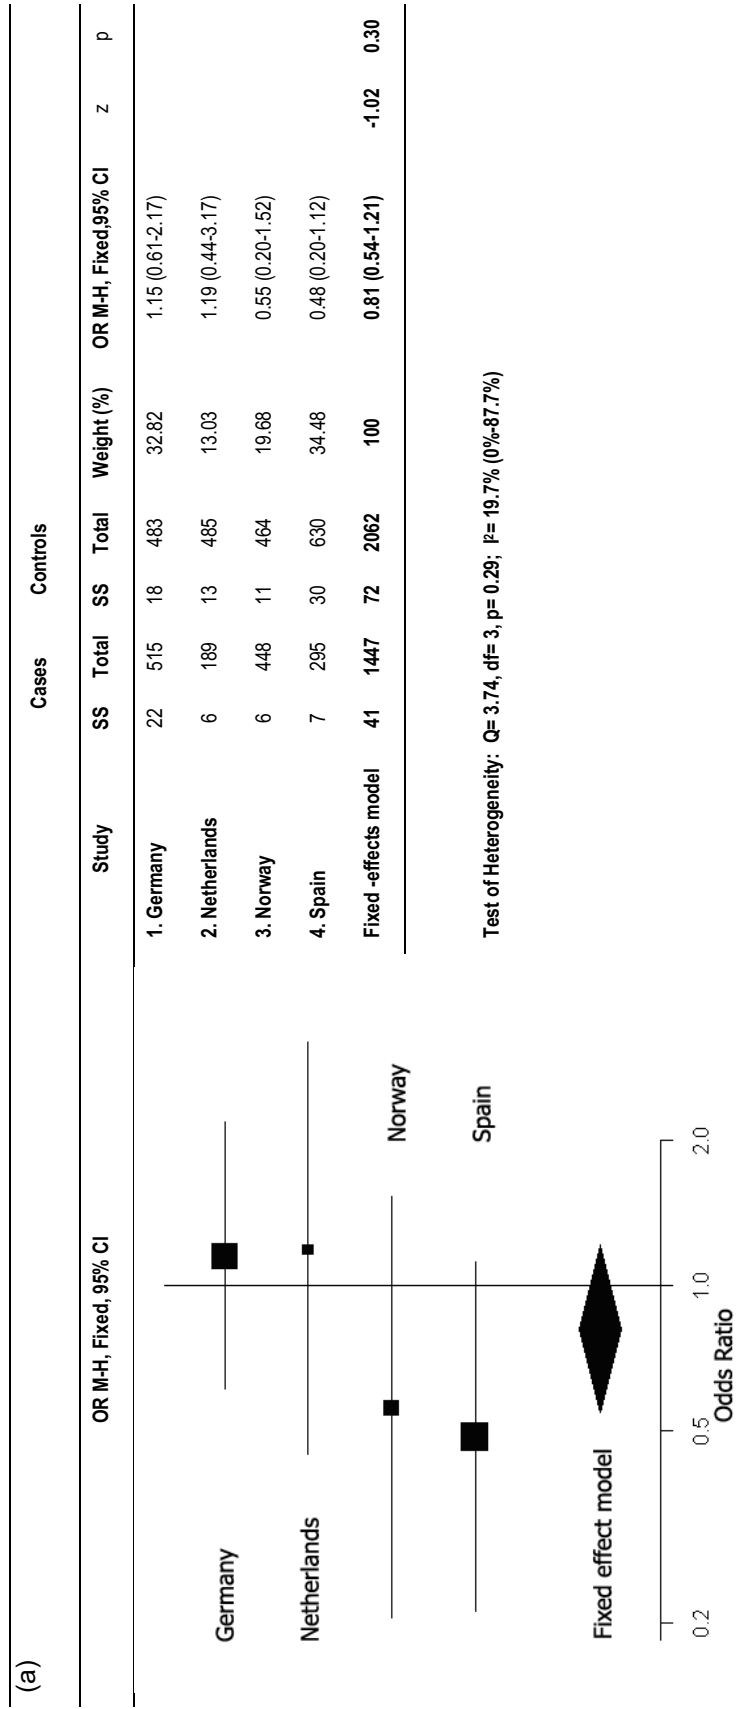 (a)
Cases Controls
OR M-H, Fixed, 95% CI Study SS Total SS Total Weight (%) OR M-H, Fixed,95% CI z p
Germany 1. Germany 22 515 18 483 32.82 1.15 (0.61-2.17)
Netherlands 2. Netherlands 6 189 13 485 13.03 1.19 (0.44-3.17)
Norway 3. Norway 6 448 11 464 19.68 0.55 (0.20-1.52)
Spain 4. Spain 7 295 30 630 34.48 0.48 (0.20-1.12)
Fixed -effects model 41 1447 72 2062 100 0.81 (0.54-1.21) -1.02 0.30
Test of Heterogeneity: Q= 3.74, df= 3, p= 0.29; I²= 19.7% (0%-87.7%)
Fixed effect model
0.2 0.5 1.0 2.0
Odds Ratio